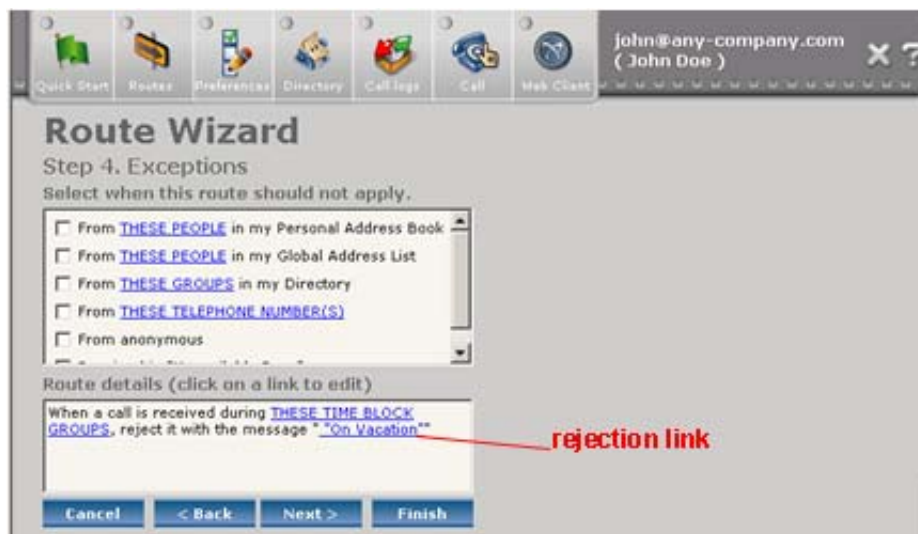 john@any-company.com
( John Doe )
Quick Start Routes Preferences Directory Call logs Call Web Client
Route Wizard
Step 4. Exceptions
Select when this route should not apply.
From THESE PEOPLE in my Personal Address Book
From THESE PEOPLE in my Global Address List
From THESE GROUPS in my Directory
From THESE TELEPHONE NUMBER(S)
From anonymous
Route details (click on a link to edit)
When a call is received during THESE TIME BLOCK
GROUPS, reject it with the message " "On Vacation""
rejection link
Cancel < Back Next > Finish